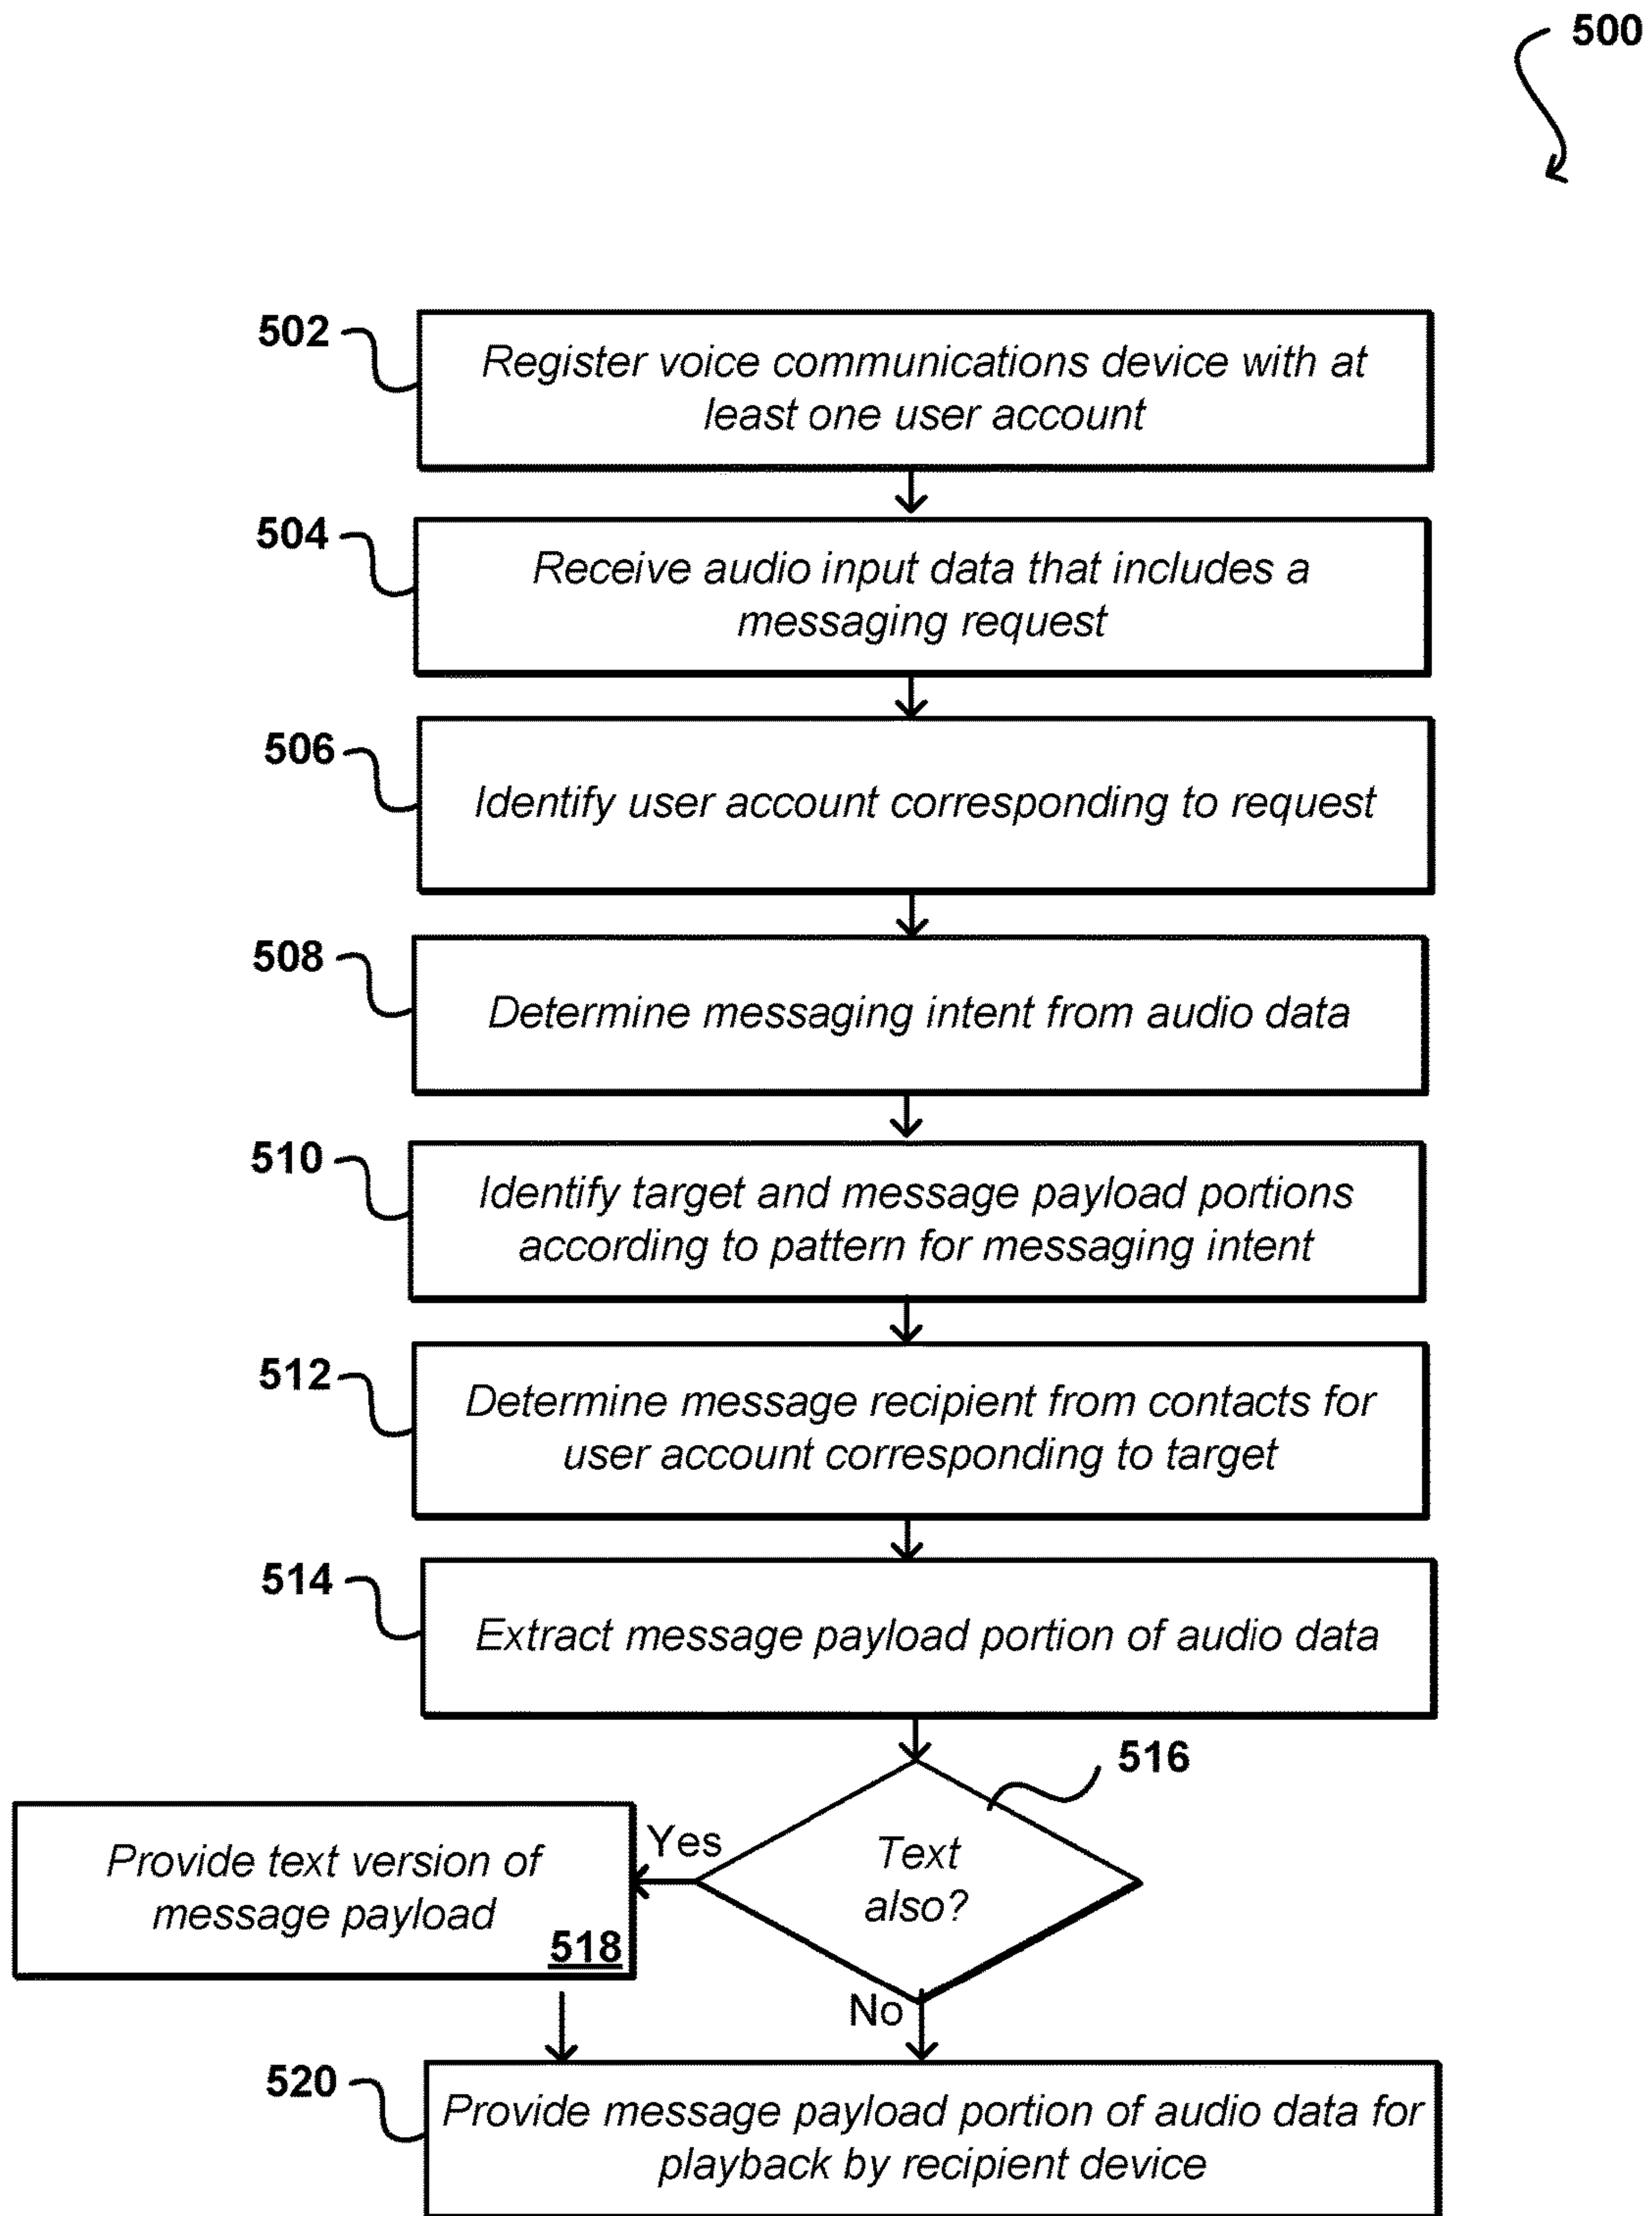 500
502
Register voice communications device with at
least one user account
504
Receive audio input data that includes a
messaging request
506
Identify user account corresponding to request
508
Determine messaging intent from audio data
510
Identify target and message payload portions
according to pattern for messaging intent
512
Determine message recipient from contacts for
user account corresponding to target
514
Extract message payload portion of audio data
516
Text
also?
Yes
Provide text version of
message payload
518
No
520
Provide message payload portion of audio data for
playback by recipient device